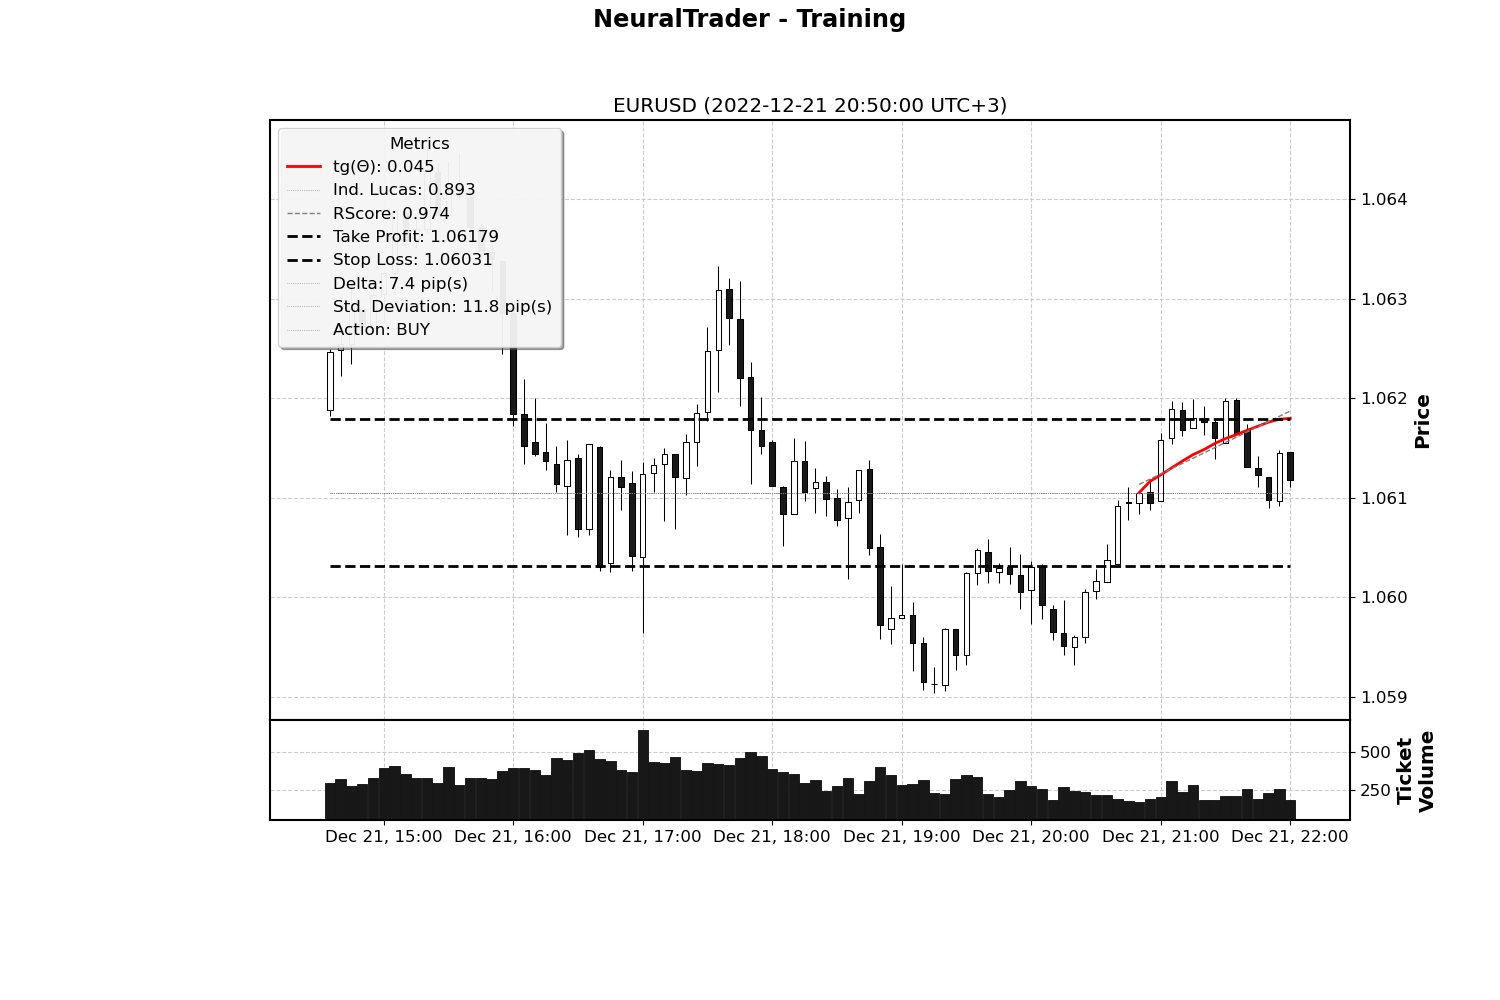 NeuralTrader - Training
EURUSD (2022-12-21 20:50:00 UTC+3)
Metrics
tg(Θ): 0.045
Ind. Lucas: 0.893
RScore: 0.974
Take Profit: 1.06179
Stop Loss: 1.06031
Delta: 7.4 pip(s)
Std. Deviation: 11.8 pip(s)
Action: BUY
1.064
1.063
1.062
1.061
1.060
1.059
Price
500
250
Ticket
Volume
Dec 21, 15:00
Dec 21, 16:00
Dec 21, 17:00
Dec 21, 18:00
Dec 21, 19:00
Dec 21, 20:00
Dec 21, 21:00
Dec 21, 22:00